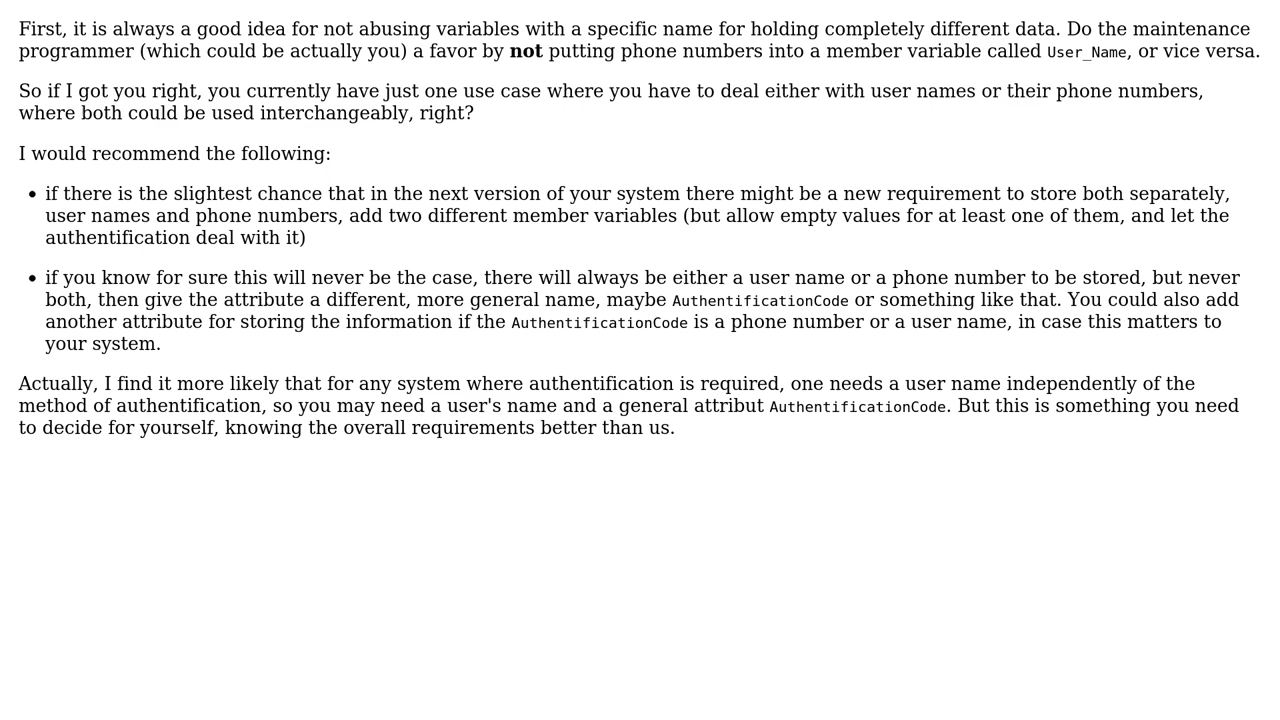 First, it is always a good idea for not abusing variables with a specific name for holding completely different data. Do the maintenance
programmer (which could be actually you) a favor by not putting phone numbers into a member variable called User_Name, or vice versa.
So if I got you right, you currently have just one use case where you have to deal either with user names or their phone numbers,
where both could be used interchangeably, right?
I would recommend the following:
• if there is the slightest chance that in the next version of your system there might be a new requirement to store both separately,
user names and phone numbers, add two different member variables (but allow empty values for at least one of them, and let the
authentification deal with it)
• if you know for sure this will never be the case, there will always be either a user name or a phone number to be stored, but never
both, then give the attribute a different, more general name, maybe AuthentificationCode or something like that. You could also add
another attribute for storing the information if the AuthentificationCode is a phone number or a user name, in case this matters to
your system.
Actually, I find it more likely that for any system where authentification is required, one needs a user name independently of the
method of authentification, so you may need a user's name and a general attribut AuthentificationCode. But this is something you need
to decide for yourself, knowing the overall requirements better than us.